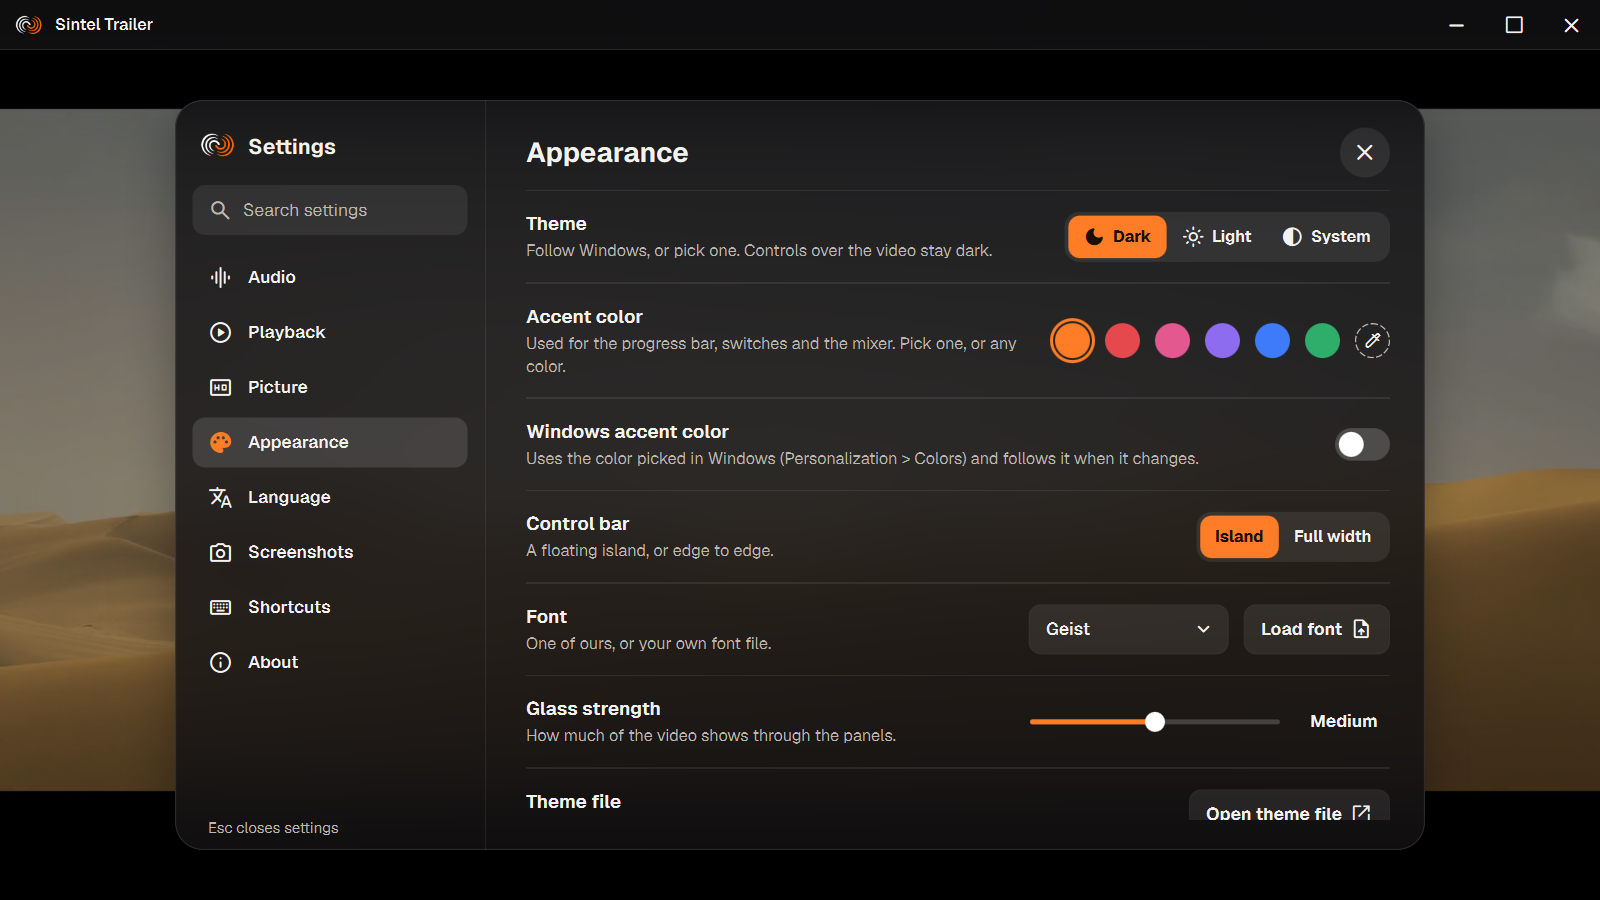 Sintel Trailer
Settings
Search settings
Audio
Playback
Picture
Appearance
Language
Screenshots
Shortcuts
About
Esc closes settings
Appearance
Theme
Follow Windows, or pick one. Controls over the video stay dark.
Dark
Light
System
Accent color
Used for the progress bar, switches and the mixer. Pick one, or any
color.
Windows accent color
Uses the color picked in Windows (Personalization > Colors) and follows it when it changes.
Control bar
A floating island, or edge to edge.
Island
Full width
Font
One of ours, or your own font file.
Geist
Load font
Glass strength
How much of the video shows through the panels.
Medium
Theme file
Open theme file